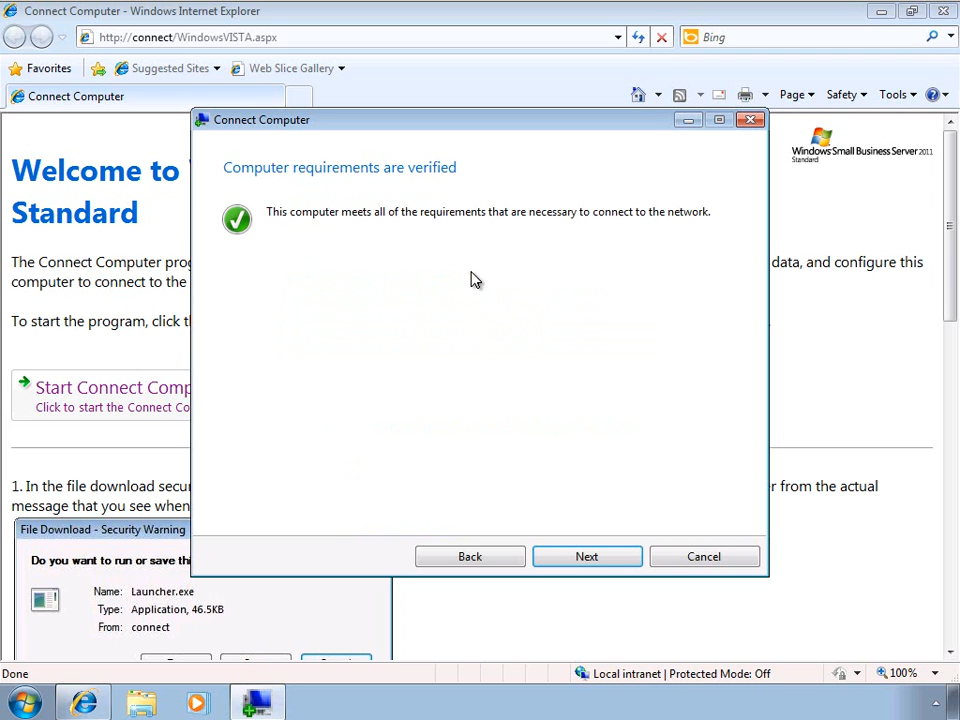 Connect Computer - Windows Internet Explorer
http://connect/WindowsVISTA.aspx
Bing
Favorites
Suggested Sites
Web Slice Gallery
Connect Computer
Page
Safety
Tools
Connect Computer
Windows Small Business Server 2011
Standard
Computer requirements are verified
This computer meets all of the requirements that are necessary to connect to the network.
Welcome to
Standard
The Connect Computer pro
data, and configure this
computer to connect to the
To start the program, click
Start Connect Comp
Click to start the Connect Co
1. In the file download secu
r from the actual
message that you see when
File Download - Security Warning
Do you want to run or save thi
Name: Launcher.exe
Type: Application, 46.5KB
From: connect
Back
Next
Cancel
Done
Local intranet | Protected Mode: Off
100%